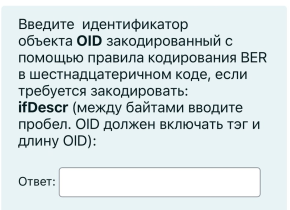 Введите идентификатор
объекта OID закодированный с
помощью правила кодирования BER
в шестнадцатеричном коде, если
требуется закодировать:
ifDescr (между байтами вводите
пробел. OID должен включать тэг и
длину OID):
Ответ: